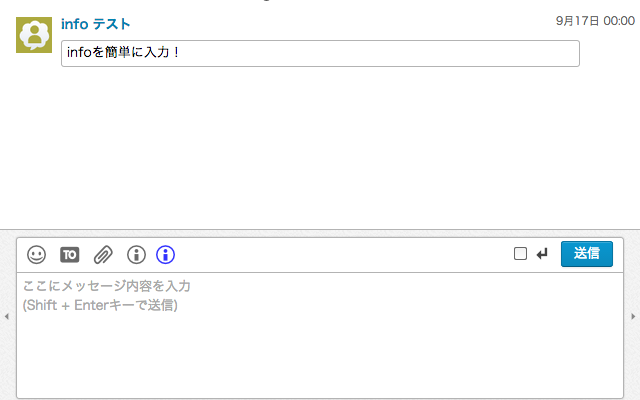 info テスト
9月17日 00:00
infoを簡単に入力！
TO
送信
ここにメッセージ内容を入力
(Shift + Enterキーで送信)